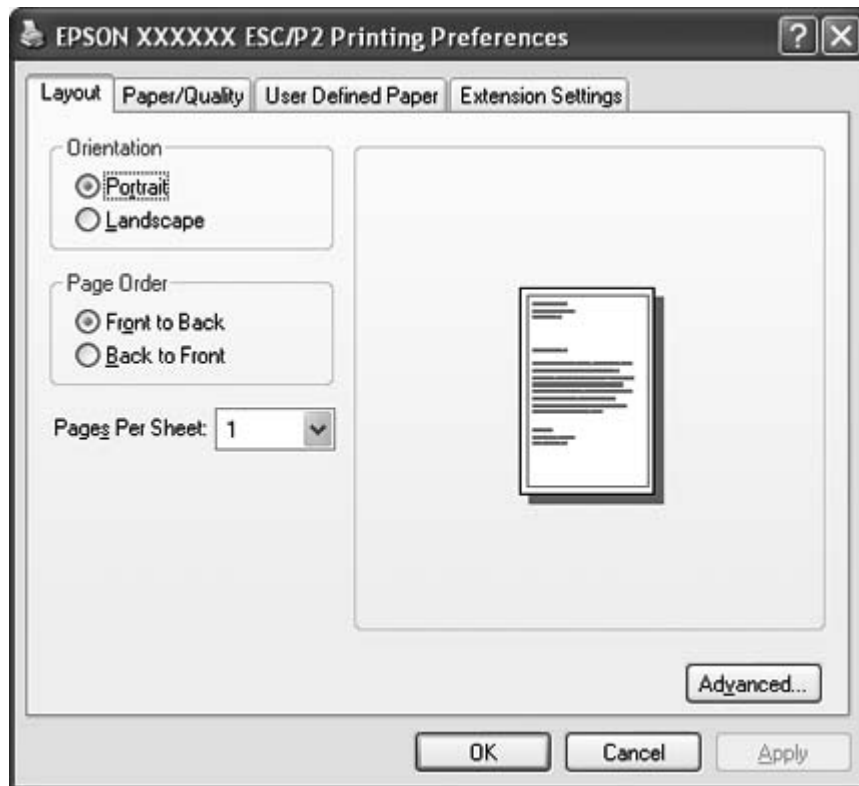 EPSON XXXXXX ESC/P2 Printing Preferences
Layout Paper/Quality User Defined Paper Extension Settings
Orientation
Portrait
Landscape
Page Order
Front to Back
Back to Front
Pages Per Sheet: 1
Advanced...
OK Cancel Apply